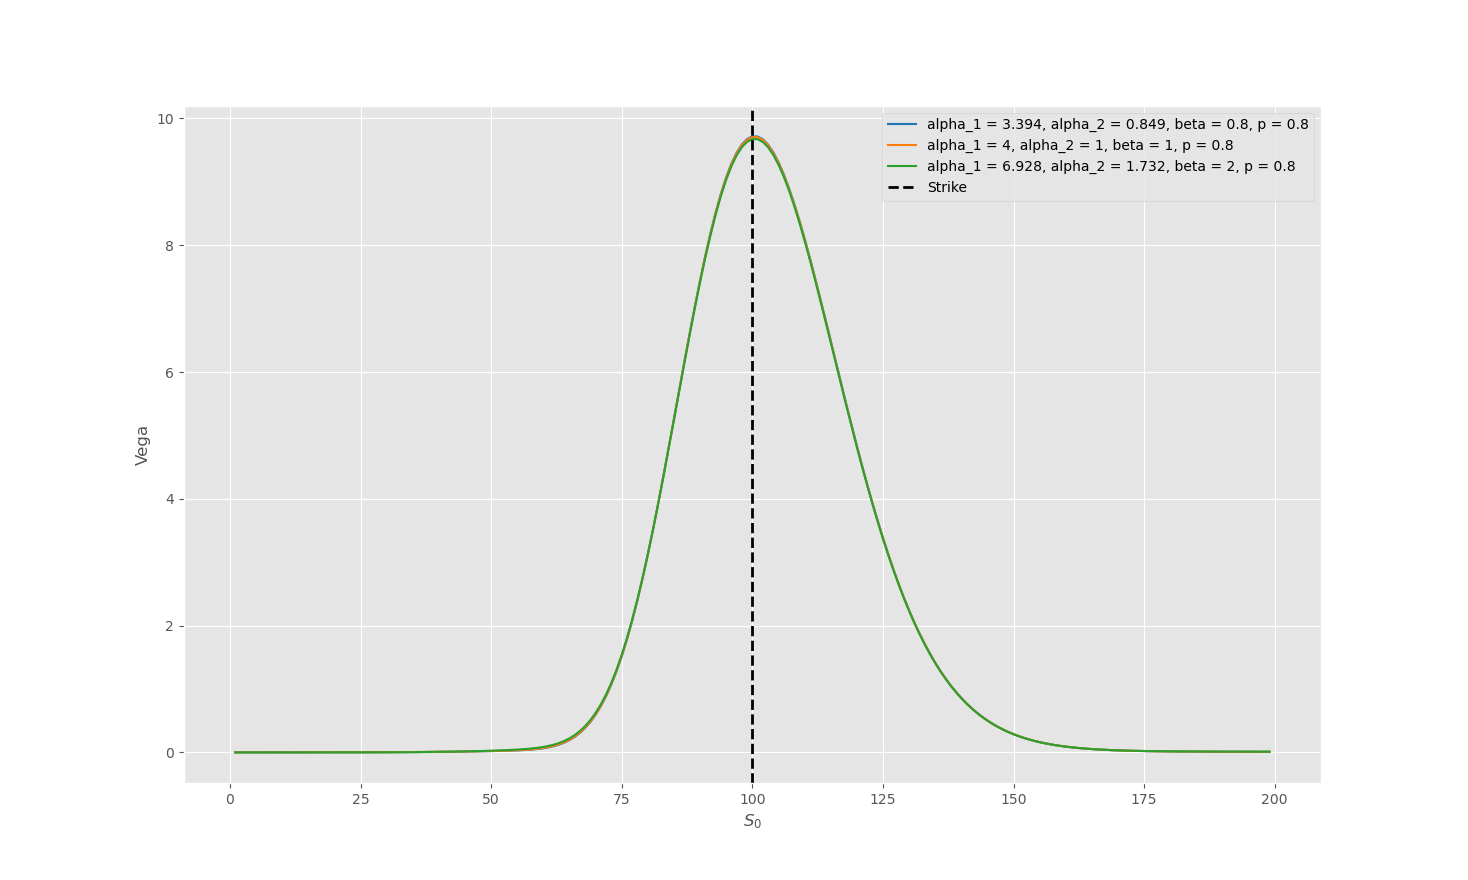 10
8
6
4
2
0
Vega
alpha_1 = 3.394, alpha_2 = 0.849, beta = 0.8, p = 0.8
alpha_1 = 4, alpha_2 = 1, beta = 1, p = 0.8
alpha_1 = 6.928, alpha_2 = 1.732, beta = 2, p = 0.8
Strike
0 25 50 75 100 125 150 175 200
S_0